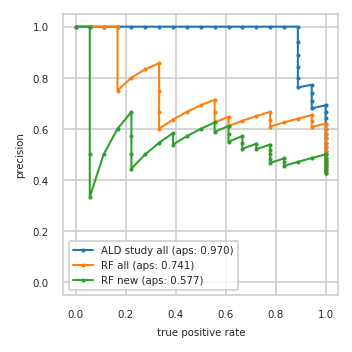 1.0
0.8
0.6
0.4
0.2
0.0
precision
ALD study all (aps: 0.970)
RF all (aps: 0.741)
RF new (aps: 0.577)
0.0 0.2 0.4 0.6 0.8 1.0
true positive rate